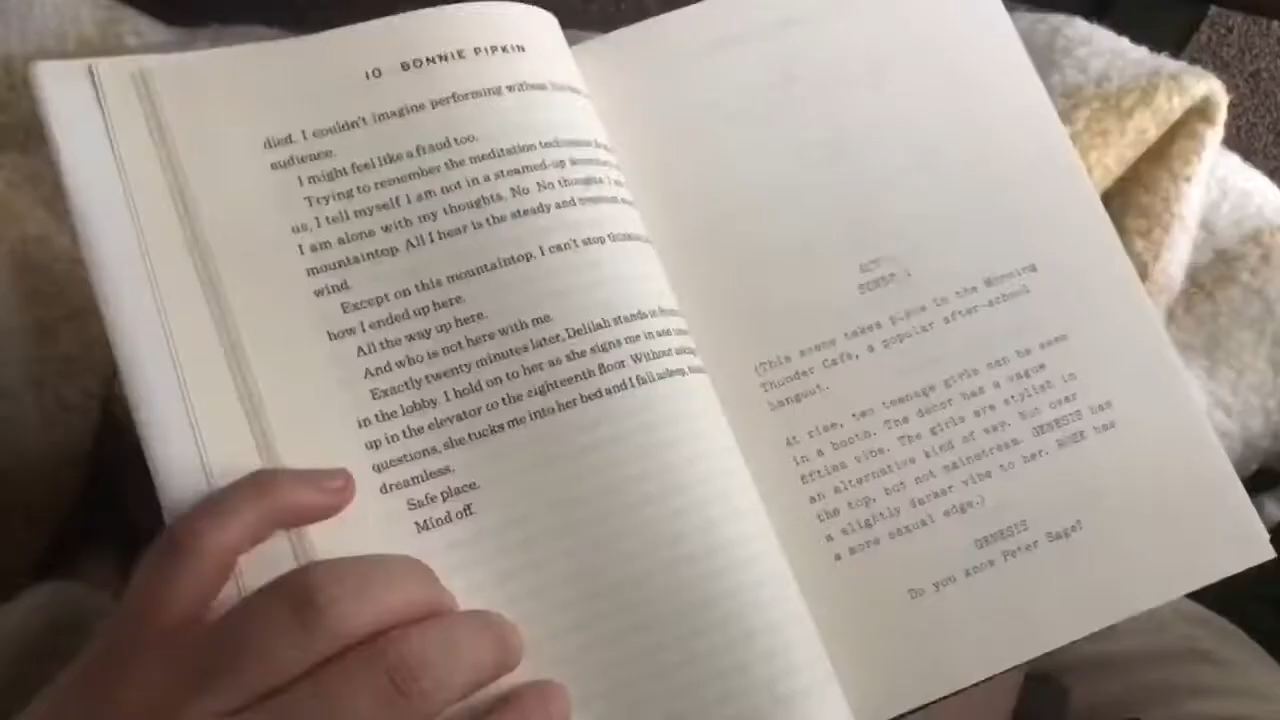 10 BONNIE PIPKIN
died. I couldn't imagine performing without
audience.
I might feel like a fraud too.
Trying to remember the meditation
us, I tell myself I am not in a steamed-up
I am alone with my thoughts. No. No thoughts. I
mountaintop. All I hear is the steady and
wind.
Except on this mountaintop, I can't stop
how I ended up here.
All the way up here.
And who is not here with me.
Exactly twenty minutes later, Delilah stands in
in the lobby. I hold on to her as she signs me in and
up in the elevator to the eighteenth floor. Without
questions, she tucks me into her bed and I fall asleep,
dreamless.
Safe place.
Mind off.
ACT
SCENE
(This scene takes place in the Morning
Thunder Café, a popular after-school
hangout.
At rise, two teenage girls can be seen
in a booth. The décor has a vague
fifties vibe. The girls are stylish in
an alternative kind of way. Not over
the top, but not mainstream. GENESIS has
a slightly darker vibe to her. ROSE has
a more sexual edge.)
GENESIS
Do you know Peter Sage?